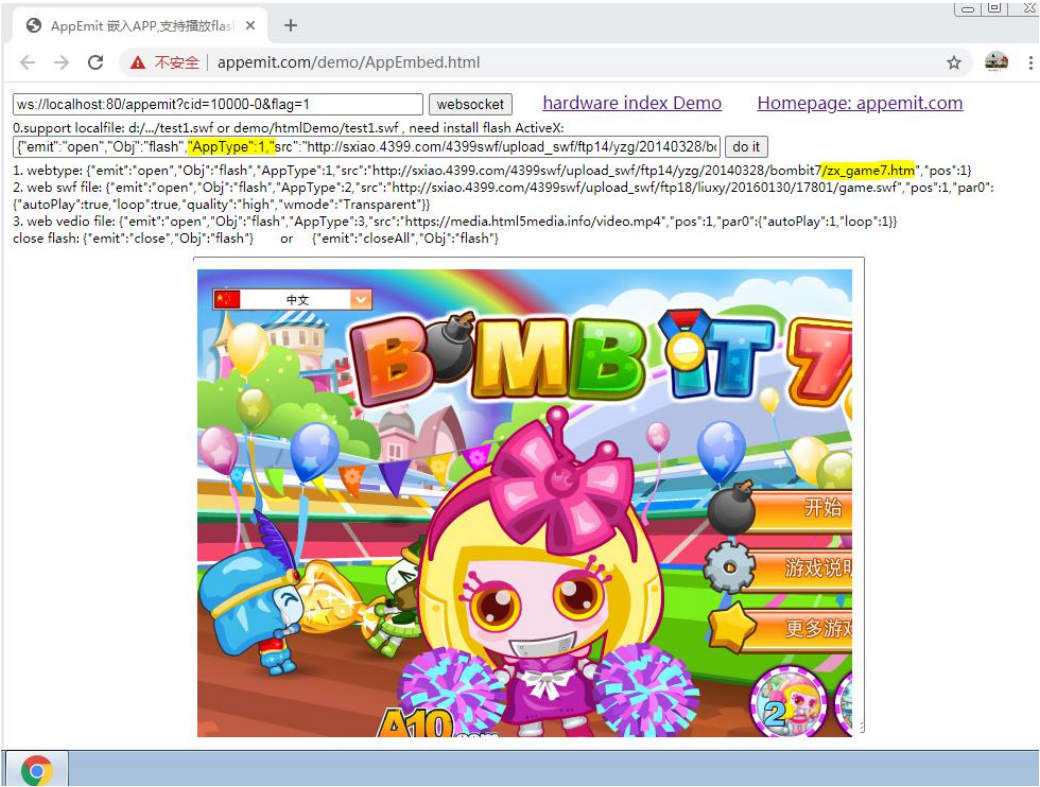 AppEmit 嵌入APP,支持播放flas
不安全 | appemit.com/demo/AppEmbed.html
ws://localhost:80/appemit?cid=10000-0&flag=1 websocket hardware index Demo Homepage: appemit.com
0.support localfile: d:/.../test1.swf or demo/htmlDemo/test1.swf , need install flash ActiveX:
{"emit":"open","Obj":"flash","AppType":1,"src":"http://sxiao.4399.com/4399swf/upload_swf/ftp14/yzg/20140328/b do it
1. webtype: {"emit":"open","Obj":"flash","AppType":1,"src":"http://sxiao.4399.com/4399swf/upload_swf/ftp14/yzg/20140328/bombit7/zx_game7.htm","pos":1}
2. web swf file: {"emit":"open","Obj":"flash","AppType":2,"src":"http://sxiao.4399.com/4399swf/upload_swf/ftp18/liuxy/20160130/17801/game.swf","pos":1,"par0":
{"autoPlay":true,"loop":true,"quality":"high","wmode":"Transparent"}}
3. web vedio file: {"emit":"open","Obj":"flash","AppType":3,"src":"https://media.html5media.info/video.mp4","pos":1,"par0":{"autoPlay":1,"loop":1}}
close flash: {"emit":"close","Obj":"flash"} or {"emit":"closeAll","Obj":"flash"}
中文
BOMB IT 7
开始
游戏说明
更多游戏
2
A10.com